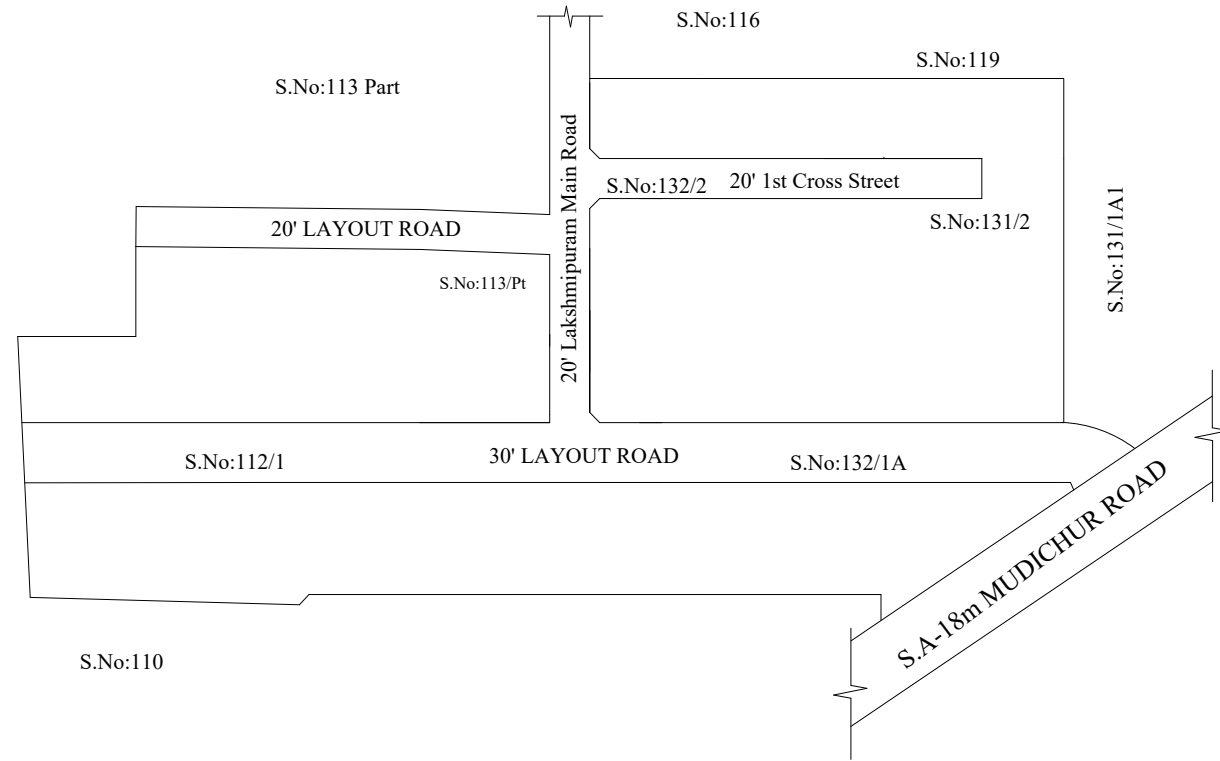 S.No:116
S.No:119
S.No:113 Part
20' Lakshmipuram Main Road
S.No:132/2
20' 1st Cross Street
S.No:131/2
S.No:131/1A1
20' LAYOUT ROAD
S.No:113/Pt
S.No:112/1
30' LAYOUT ROAD
S.No:132/1A
S.A-18m MUDICHUR ROAD
S.No:110